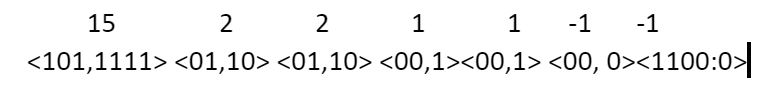 15 2 2 1 1 -1 -1
<101,1111> <01,10> <01,10> <00,1><00,1> <00, 0><1100:0>